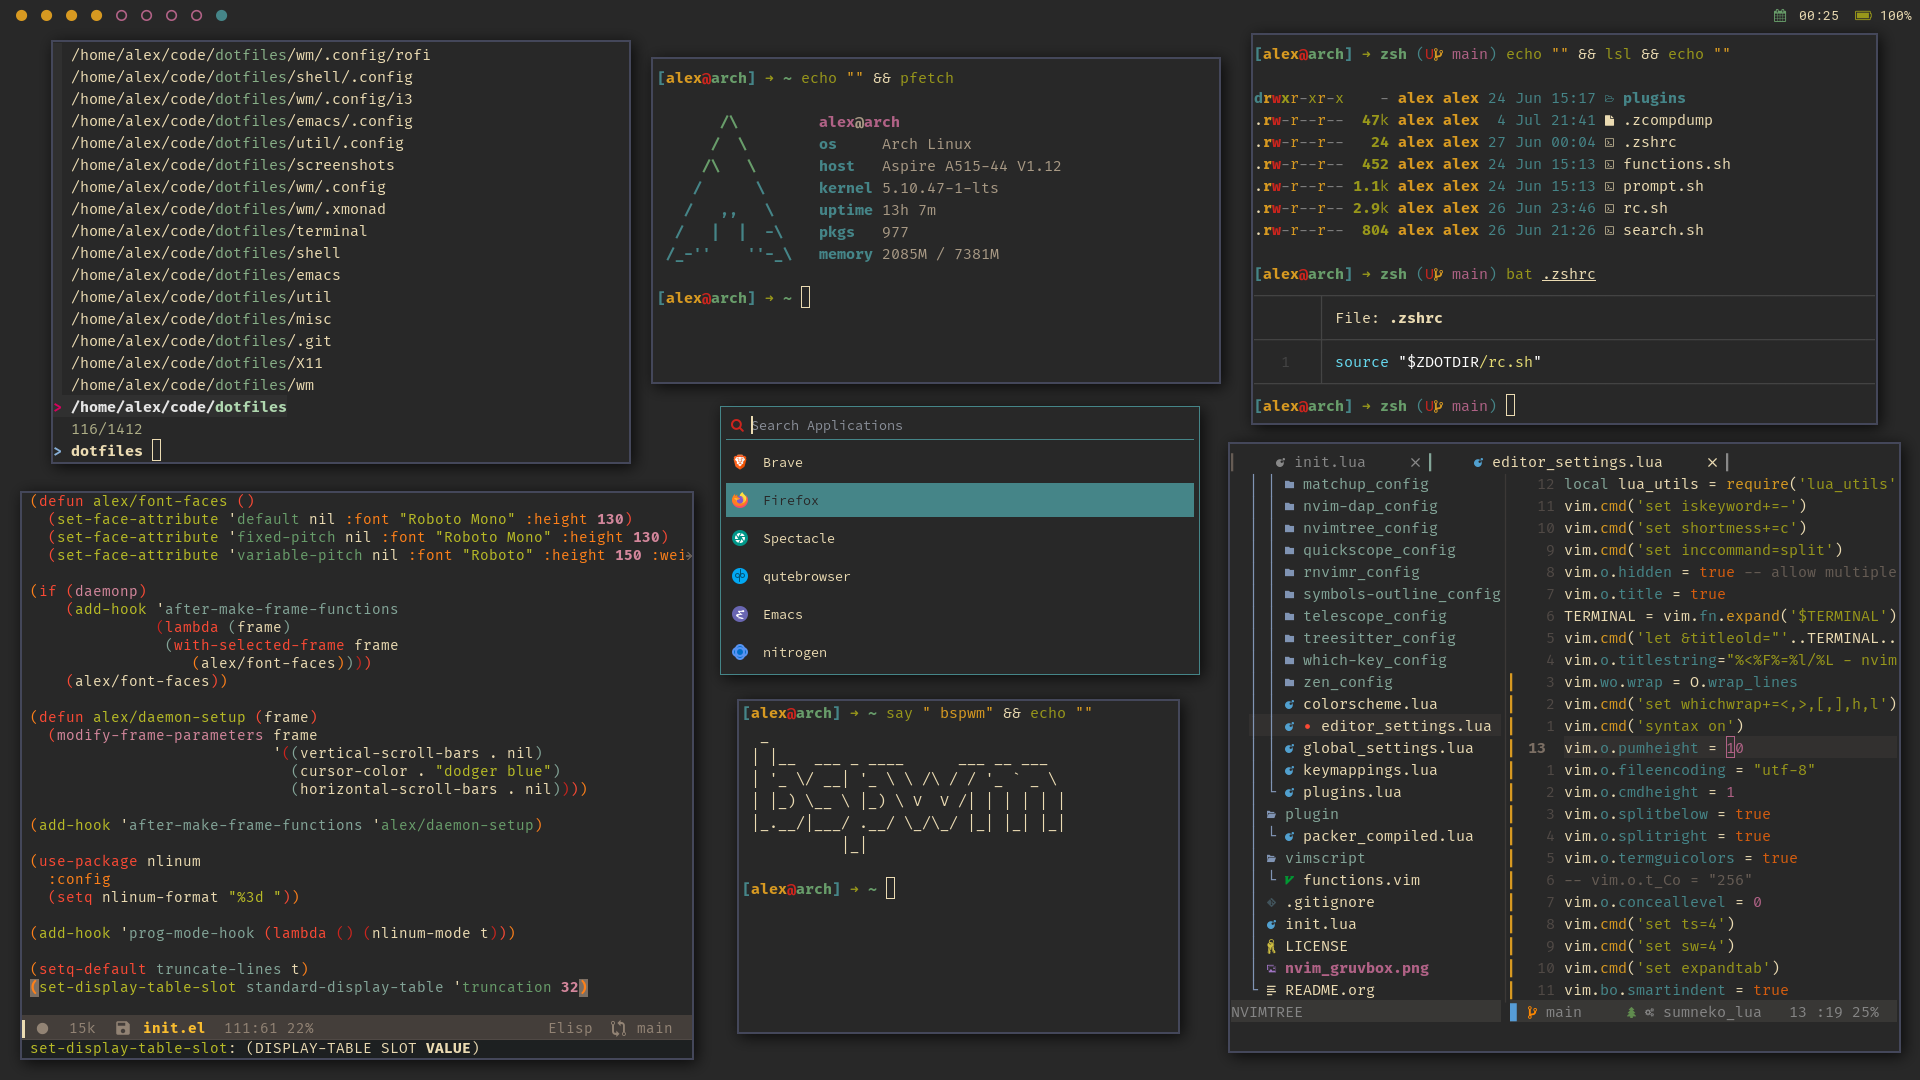 00:25 100%
/home/alex/code/dotfiles/wm/.config/rofi
/home/alex/code/dotfiles/shell/.config
/home/alex/code/dotfiles/wm/.config/i3
/home/alex/code/dotfiles/emacs/.config
/home/alex/code/dotfiles/util/.config
/home/alex/code/dotfiles/screenshots
/home/alex/code/dotfiles/wm/.config
/home/alex/code/dotfiles/wm/.xmonad
/home/alex/code/dotfiles/terminal
/home/alex/code/dotfiles/shell
/home/alex/code/dotfiles/emacs
/home/alex/code/dotfiles/util
/home/alex/code/dotfiles/misc
/home/alex/code/dotfiles/.git
/home/alex/code/dotfiles/X11
/home/alex/code/dotfiles/wm
> /home/alex/code/dotfiles
116/1412
> dotfiles
[alex@arch] → ~ echo "" && pfetch
alex@arch
os Arch Linux
host Aspire A515-44 V1.12
kernel 5.10.47-1-lts
uptime 13h 7m
pkgs 977
memory 2085M / 7381M
[alex@arch] → ~
[alex@arch] → zsh ( main) echo "" && lsl && echo ""
drwxr-xr-x - alex alex 24 Jun 15:17 plugins
.rw-r--r-- 47k alex alex 4 Jul 21:41 .zcompdump
.rw-r--r-- 24 alex alex 27 Jun 00:04 .zshrc
.rw-r--r-- 452 alex alex 24 Jun 15:13 functions.sh
.rw-r--r-- 1.1k alex alex 24 Jun 15:13 prompt.sh
.rw-r--r-- 2.9k alex alex 26 Jun 23:46 rc.sh
.rw-r--r-- 804 alex alex 26 Jun 21:26 search.sh
[alex@arch] → zsh (U main) bat .zshrc
File: .zshrc
1 source "$ZDOTDIR/rc.sh"
[alex@arch] → zsh (U main)
Search Applications
Brave
Firefox
Spectacle
qutebrowser
Emacs
nitrogen
(defun alex/font-faces ()
(set-face-attribute 'default nil :font "Roboto Mono" :height 130)
(set-face-attribute 'fixed-pitch nil :font "Roboto Mono" :height 130)
(set-face-attribute 'variable-pitch nil :font "Roboto" :height 150 :wei
(if (daemonp)
(add-hook 'after-make-frame-functions
(lambda (frame)
(with-selected-frame frame
(alex/font-faces))))
(alex/font-faces))
(defun alex/daemon-setup (frame)
(modify-frame-parameters frame
'((vertical-scroll-bars . nil)
(cursor-color . "dodger blue")
(horizontal-scroll-bars . nil))))
(add-hook 'after-make-frame-functions 'alex/daemon-setup)
(use-package nlinum
:config
(setq nlinum-format "%3d "))
(add-hook 'prog-mode-hook (lambda () (nlinum-mode t)))
(setq-default truncate-lines t)
(set-display-table-slot standard-display-table 'truncation 32)
15k init.el 111:61 22% Elisp main
set-display-table-slot: (DISPLAY-TABLE SLOT VALUE)
[alex@arch] → ~ say " bspwm" && echo ""
bspwm
[alex@arch] → ~
init.lua × editor_settings.lua ×
matchup_config
nvim-dap_config
nvimtree_config
quickscope_config
rnvimr_config
symbols-outline_config
telescope_config
treesitter_config
which-key_config
zen_config
colorscheme.lua
editor_settings.lua
global_settings.lua
keymappings.lua
plugins.lua
plugin
packer_compiled.lua
vimscript
functions.vim
.gitignore
init.lua
LICENSE
nvim_gruvbox.png
README.org
NVIMTREE
12 local lua_utils = require('lua_utils'
11 vim.cmd('set iskeyword+=-')
10 vim.cmd('set shortmess+=c')
9 vim.cmd('set inccommand=split')
8 vim.o.hidden = true -- allow multiple
7 vim.o.title = true
6 TERMINAL = vim.fn.expand('$TERMINAL')
5 vim.cmd('let &titleold="'..TERMINAL..
4 vim.o.titlestring="%<%F%=%l/%L - nvim
3 vim.wo.wrap = O.wrap_lines
2 vim.cmd('set whichwrap+=<,>,[,],h,l')
1 vim.cmd('syntax on')
13 vim.o.pumheight = 10
1 vim.o.fileencoding = "utf-8"
2 vim.o.cmdheight = 1
3 vim.o.splitbelow = true
4 vim.o.splitright = true
5 vim.o.termguicolors = true
6 -- vim.o.t_Co = "256"
7 vim.o.conceallevel = 0
8 vim.cmd('set ts=4')
9 vim.cmd('set sw=4')
10 vim.cmd('set expandtab')
11 vim.bo.smartindent = true
main sumneko_lua 13 :19 25%